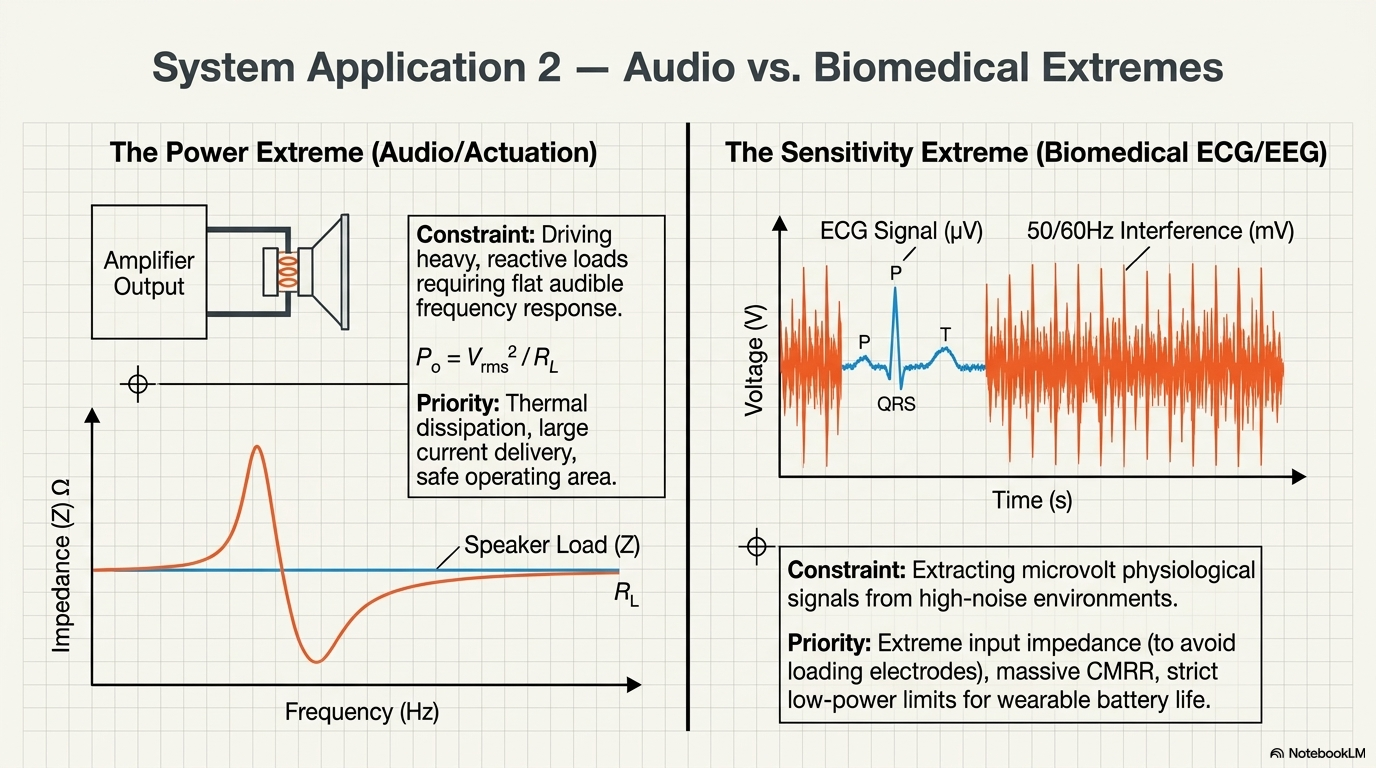 System Application 2 — Audio vs. Biomedical Extremes
The Power Extreme (Audio/Actuation)
Amplifier
Output
Constraint: Driving
heavy, reactive loads
requiring flat audible
frequency response.
Pₒ = Vrms² / RL
Priority: Thermal
dissipation, large
current delivery,
safe operating area.
Impedance (Z) Ω
Speaker Load (Z)
RL
Frequency (Hz)
The Sensitivity Extreme (Biomedical ECG/EEG)
ECG Signal (µV)
50/60Hz Interference (mV)
P
P
T
QRS
Voltage (V)
Time (s)
Constraint: Extracting microvolt physiological
signals from high-noise environments.
Priority: Extreme input impedance (to avoid
loading electrodes), massive CMRR, strict
low-power limits for wearable battery life.
NotebookLM